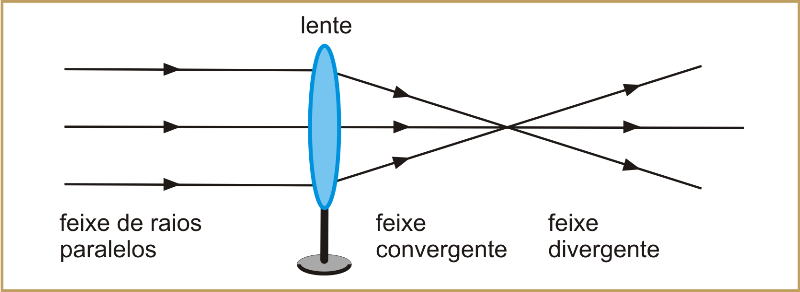 lente
feixe de raios
paralelos
feixe
convergente
feixe
divergente